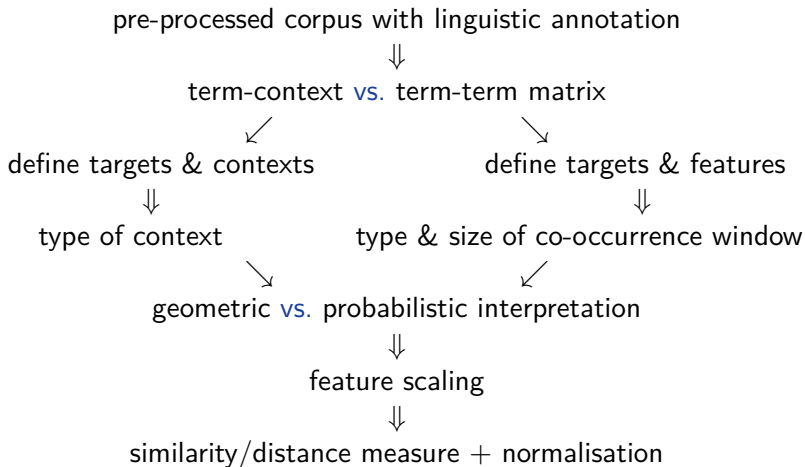 pre-processed corpus with linguistic annotation
⇓
term-context vs. term-term matrix
↙ ↘
define targets & contexts define targets & features
⇓ ⇓
type of context type & size of co-occurrence window
↘ ↙
geometric vs. probabilistic interpretation
⇓
feature scaling
⇓
similarity/distance measure + normalisation